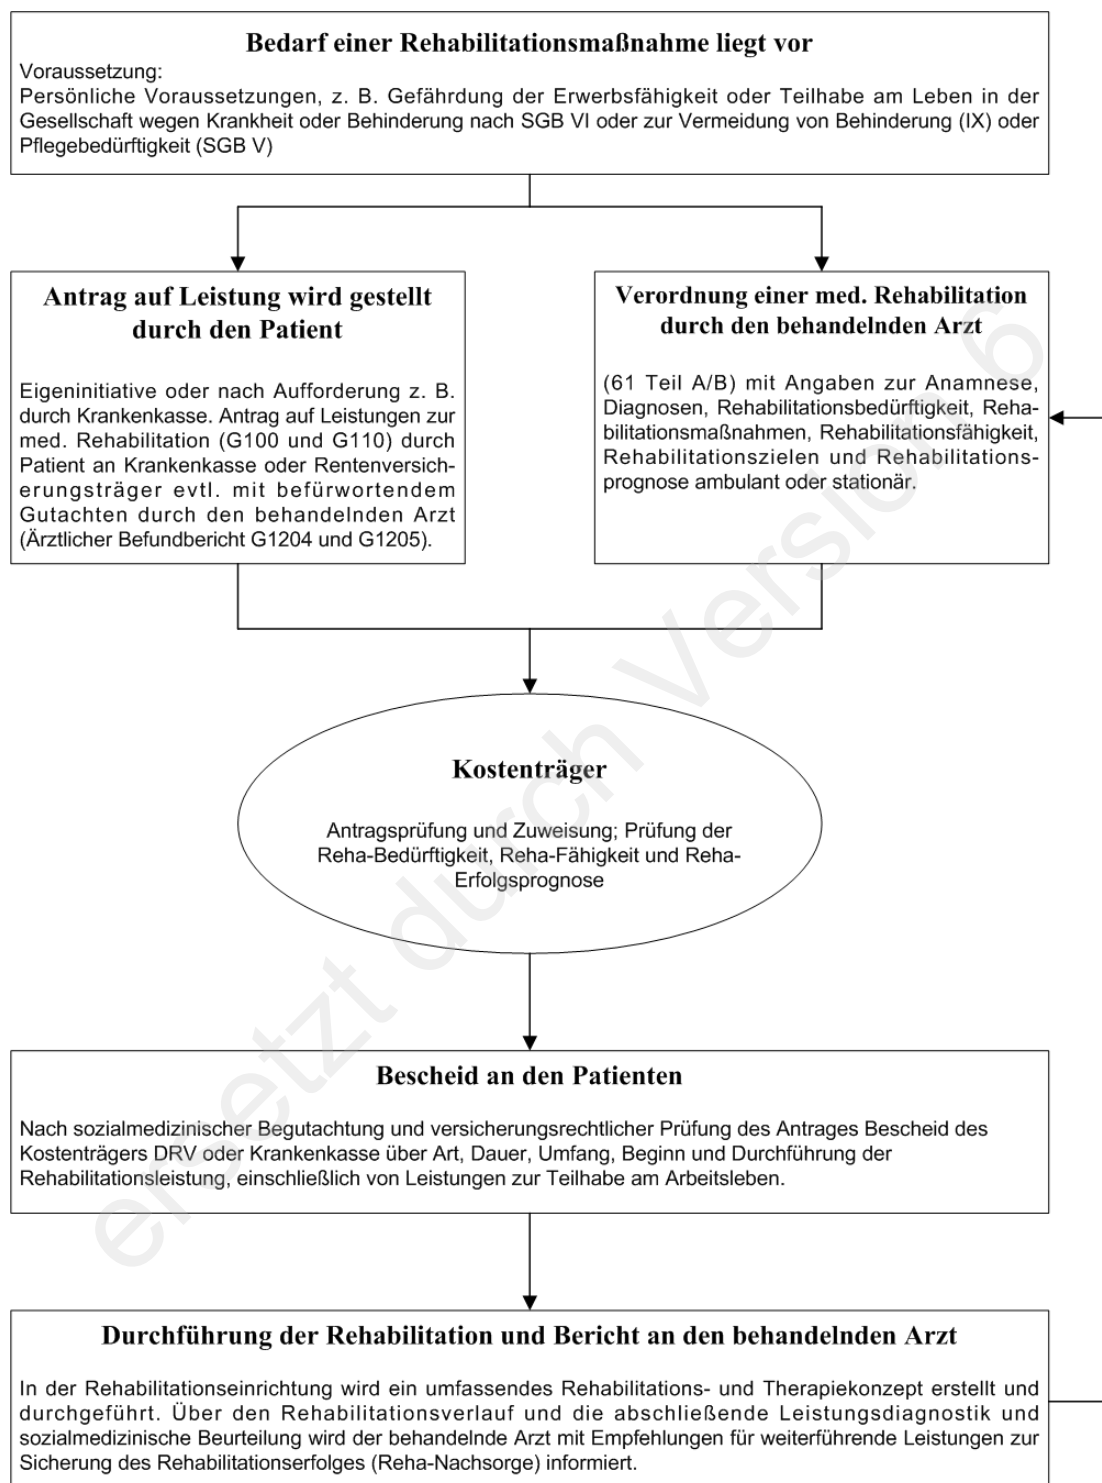 Bedarf einer Rehabilitationsmaßnahme liegt vor
Voraussetzung:
Persönliche Voraussetzungen, z. B. Gefährdung der Erwerbsfähigkeit oder Teilhabe am Leben in der
Gesellschaft wegen Krankheit oder Behinderung nach SGB VI oder zur Vermeidung von Behinderung (IX) oder
Pflegebedürftigkeit (SGB V)
Antrag auf Leistung wird gestellt
durch den Patient
Eigeninitiative oder nach Aufforderung z. B.
durch Krankenkasse. Antrag auf Leistungen zur
med. Rehabilitation (G100 und G110) durch
Patient an Krankenkasse oder Rentenversich-
erungsträger evtl. mit befürwortendem
Gutachten durch den behandelnden Arzt
(Ärztlicher Befundbericht G1204 und G1205).
Verordnung einer med. Rehabilitation
durch den behandelnden Arzt
(61 Teil A/B) mit Angaben zur Anamnese,
Diagnosen, Rehabilitationsbedürftigkeit, Reha-
bilitationsmaßnahmen, Rehabilitationsfähigkeit,
Rehabilitationszielen und Rehabilitations-
prognose ambulant oder stationär.
Kostenträger
Antragsprüfung und Zuweisung; Prüfung der
Reha-Bedürftigkeit, Reha-Fähigkeit und Reha-
Erfolgsprognose
Bescheid an den Patienten
Nach sozialmedizinischer Begutachtung und versicherungsrechtlicher Prüfung des Antrages Bescheid des
Kostenträgers DRV oder Krankenkasse über Art, Dauer, Umfang, Beginn und Durchführung der
Rehabilitationsleistung, einschließlich von Leistungen zur Teilhabe am Arbeitsleben.
Durchführung der Rehabilitation und Bericht an den behandelnden Arzt
In der Rehabilitationseinrichtung wird ein umfassendes Rehabilitations- und Therapiekonzept erstellt und
durchgeführt. Über den Rehabilitationsverlauf und die abschließende Leistungsdiagnostik und
sozialmedizinische Beurteilung wird der behandelnde Arzt mit Empfehlungen für weiterführende Leistungen zur
Sicherung des Rehabilitationserfolges (Reha-Nachsorge) informiert.
ersetzt durch Version 6